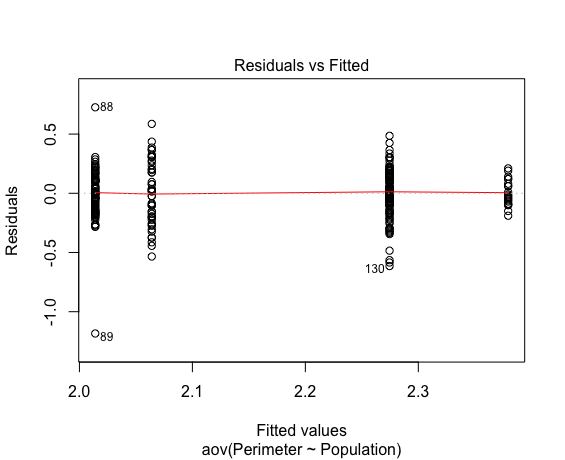 Residuals vs Fitted
Residuals
0.5
0.0
-0.5
-1.0
88
130
89
2.0 2.1 2.2 2.3
Fitted values
aov(Perimeter ~ Population)